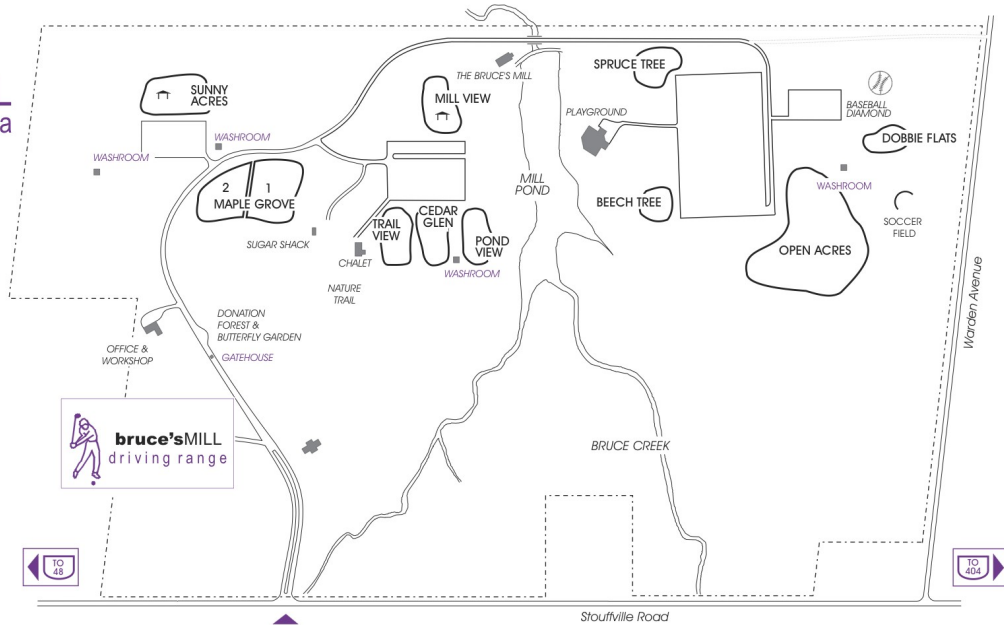 a
SUNNY
ACRES
THE BRUCE'S MILL
MILL VIEW
SPRUCE TREE
PLAYGROUND
BASEBALL
DIAMOND
DOBBIE FLATS
WASHROOM
WASHROOM
2
1
MAPLE GROVE
MILL
POND
BEECH TREE
WASHROOM
SOCCER
FIELD
SUGAR SHACK
TRAIL
VIEW
CEDAR
GLEN
POND
VIEW
OPEN ACRES
CHALET
WASHROOM
NATURE
TRAIL
Warden Avenue
DONATION
FOREST &
BUTTERFLY GARDEN
OFFICE &
WORKSHOP
GATEHOUSE
bruce'sMILL
driving range
BRUCE CREEK
TO
48
TO
404
Stouffville Road